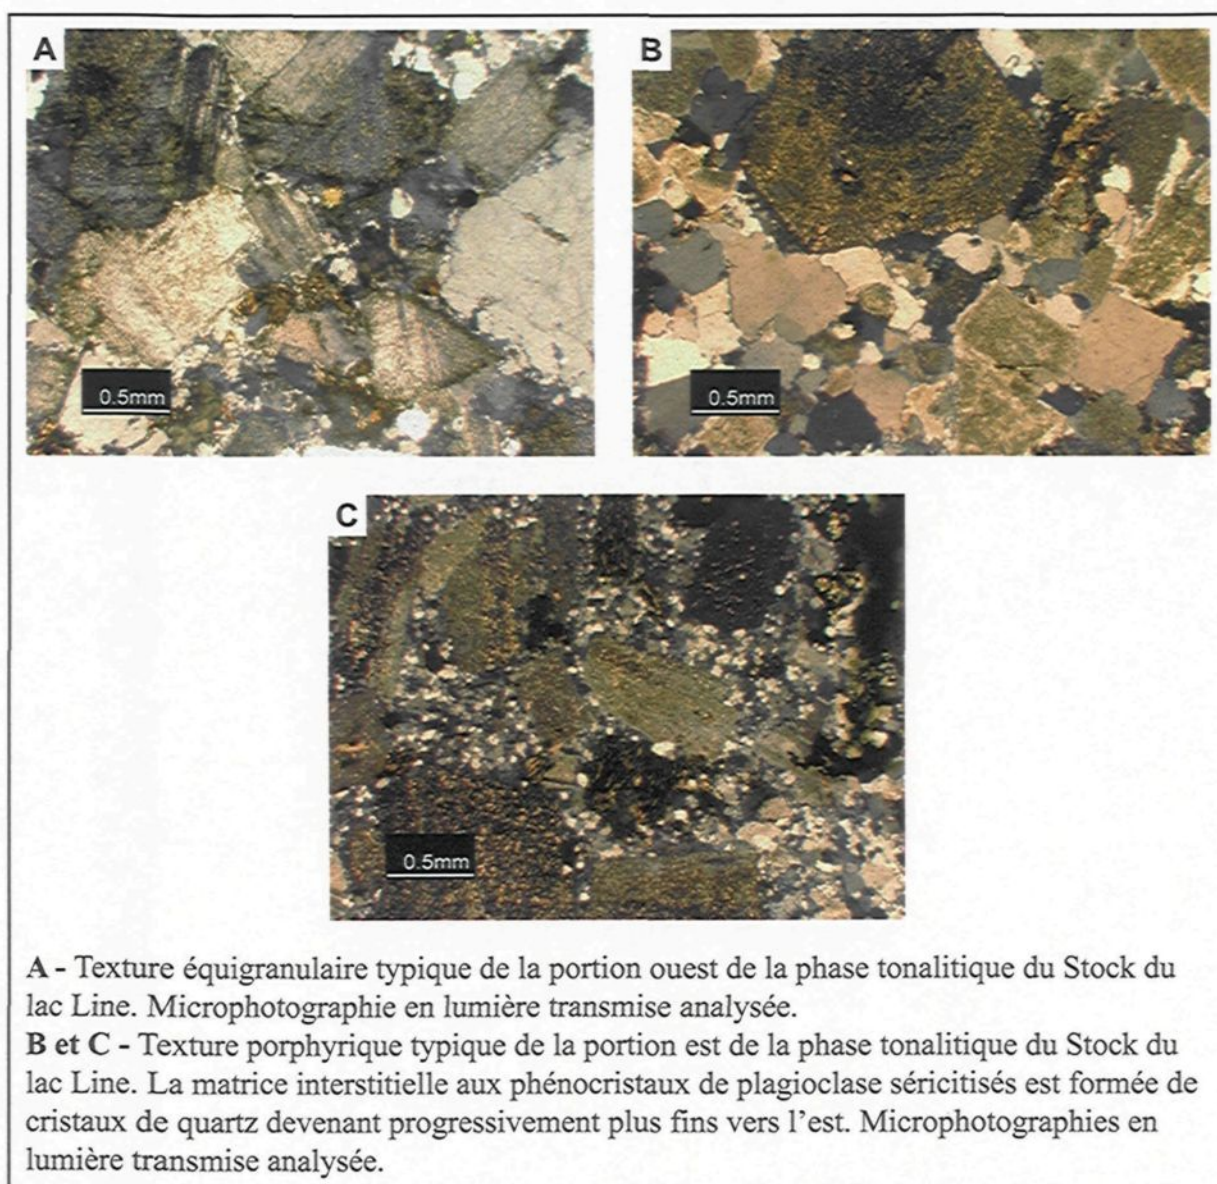 A
B
0.5mm
0.5mm
C
0.5mm
A - Texture équigranulaire typique de la portion ouest de la phase tonalitique du Stock du
lac Line. Microphotographie en lumière transmise analysée.
B et C - Texture porphyrique typique de la portion est de la phase tonalitique du Stock du
lac Line. La matrice interstitielle aux phénocristaux de plagioclase séricitisés est formée de
cristaux de quartz devenant progressivement plus fins vers l'est. Microphotographies en
lumière transmise analysée.